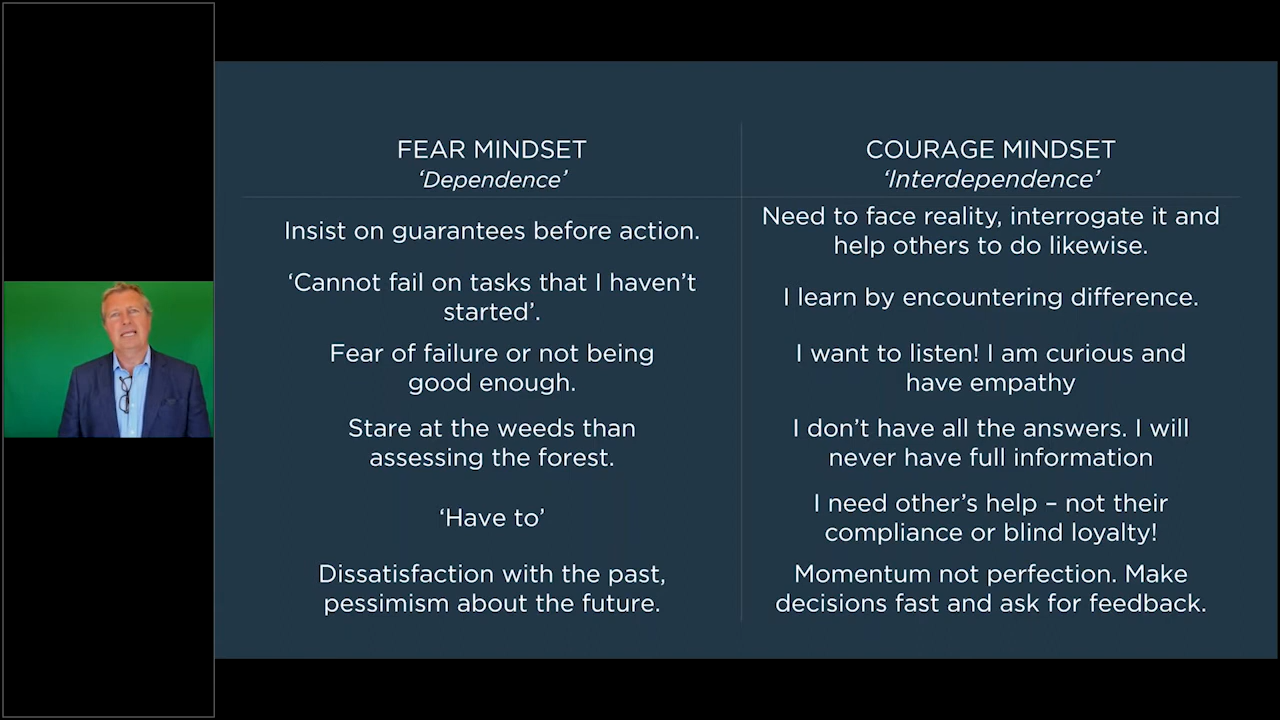 FEAR MINDSET
‘Dependence’
Insist on guarantees before action.
‘Cannot fail on tasks that I haven’t
started’.
Fear of failure or not being
good enough.
Stare at the weeds than
assessing the forest.
‘Have to’
Dissatisfaction with the past,
pessimism about the future.
COURAGE MINDSET
‘Interdependence’
Need to face reality, interrogate it and
help others to do likewise.
I learn by encountering difference.
I want to listen! I am curious and
have empathy
I don’t have all the answers. I will
never have full information
I need other’s help – not their
compliance or blind loyalty!
Momentum not perfection. Make
decisions fast and ask for feedback.